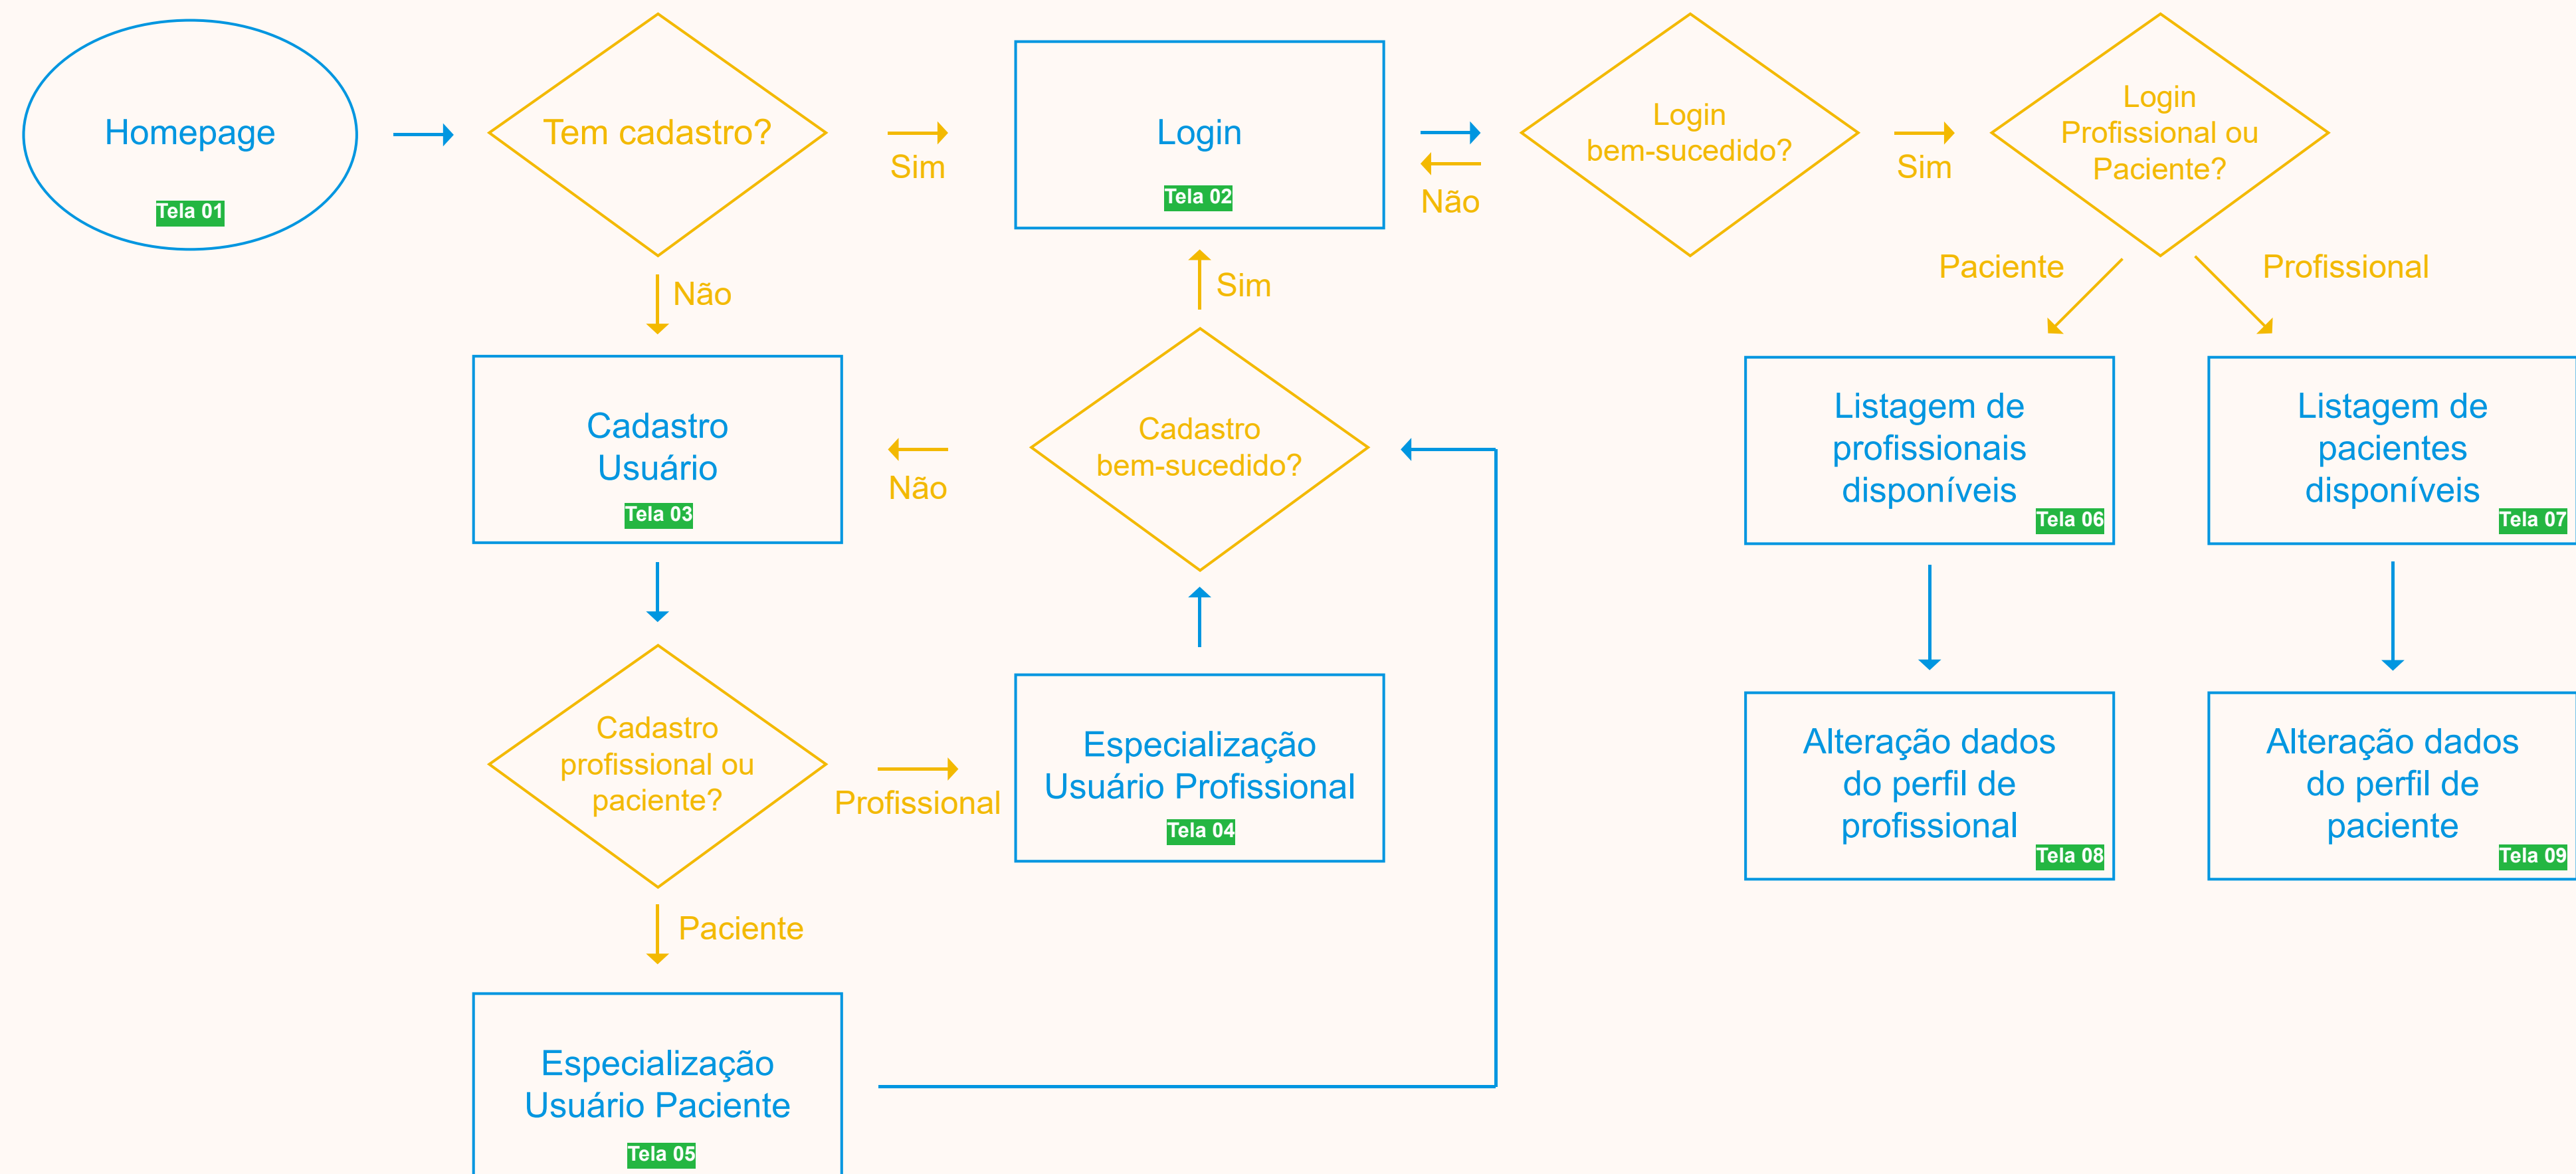 Homepage
Tela 01
Tem cadastro?
Sim
Login
Tela 02
Não
Login
bem-sucedido?
Sim
Login
Profissional ou
Paciente?
Paciente
Profissional
Não
Sim
Cadastro
Usuário
Tela 03
Não
Cadastro
bem-sucedido?
Listagem de
profissionais
disponíveis
Tela 06
Listagem de
pacientes
disponíveis
Tela 07
Cadastro
profissional ou
paciente?
Profissional
Especialização
Usuário Profissional
Tela 04
Alteração dados
do perfil de
profissional
Tela 08
Alteração dados
do perfil de
paciente
Tela 09
Paciente
Especialização
Usuário Paciente
Tela 05